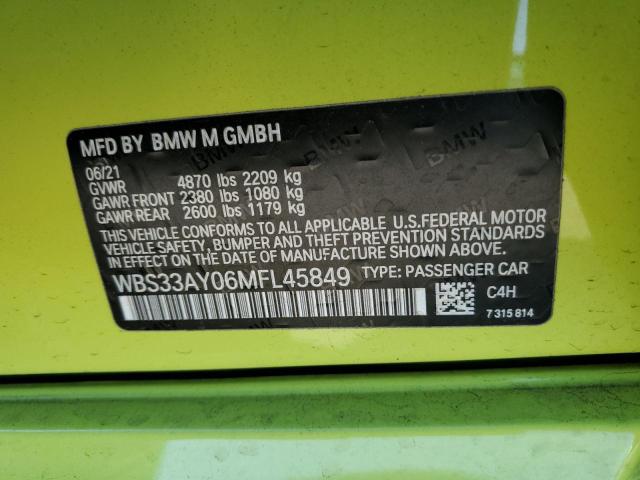 MFD BY BMW M GMBH
06/21
GVWR 4870 lbs 2209 kg
GAWR FRONT 2380 lbs 1080 kg
GAWR REAR 2600 lbs 1179 kg
THIS VEHICLE CONFORMS TO ALL APPLICABLE U.S.FEDERAL MOTOR
VEHICLE SAFETY, BUMPER AND THEFT PREVENTION STANDARDS
IN EFFECT ON THE DATE OF MANUFACTURE SHOWN ABOVE.
WBS33AY06MFL45849 TYPE: PASSENGER CAR
C4H
7 315 814